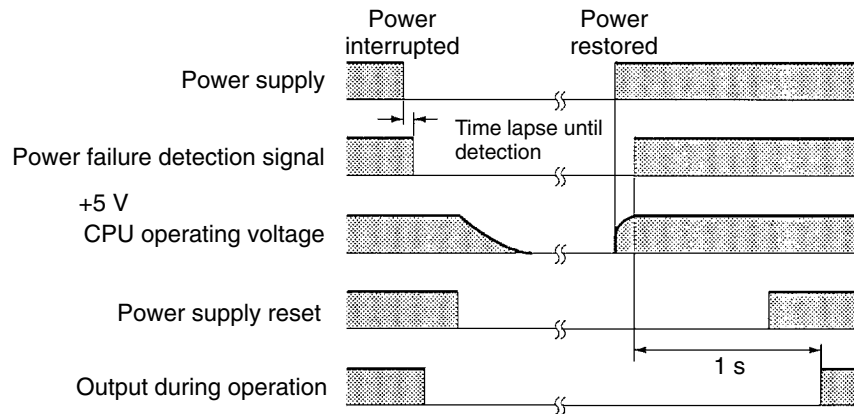 Power
interrupted
Power
restored
Power supply
Time lapse until
detection
Power failure detection signal
+5 V
CPU operating voltage
Power supply reset
1 s
Output during operation